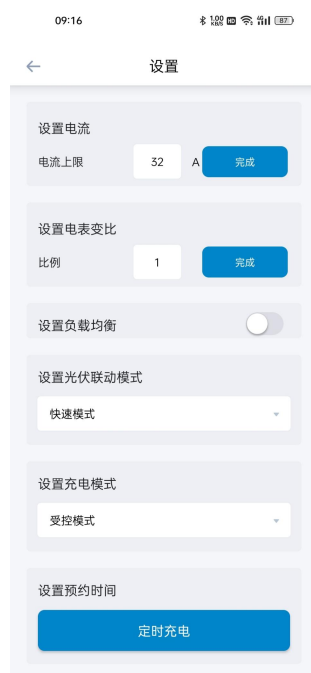 09:16
1.00 KB/S HD 4G 87
设置
设置电流
电流上限 32 A 完成
设置电表变比
比例 1 完成
设置负载均衡
设置光伏联动模式
快速模式
设置充电模式
受控模式
设置预约时间
定时充电